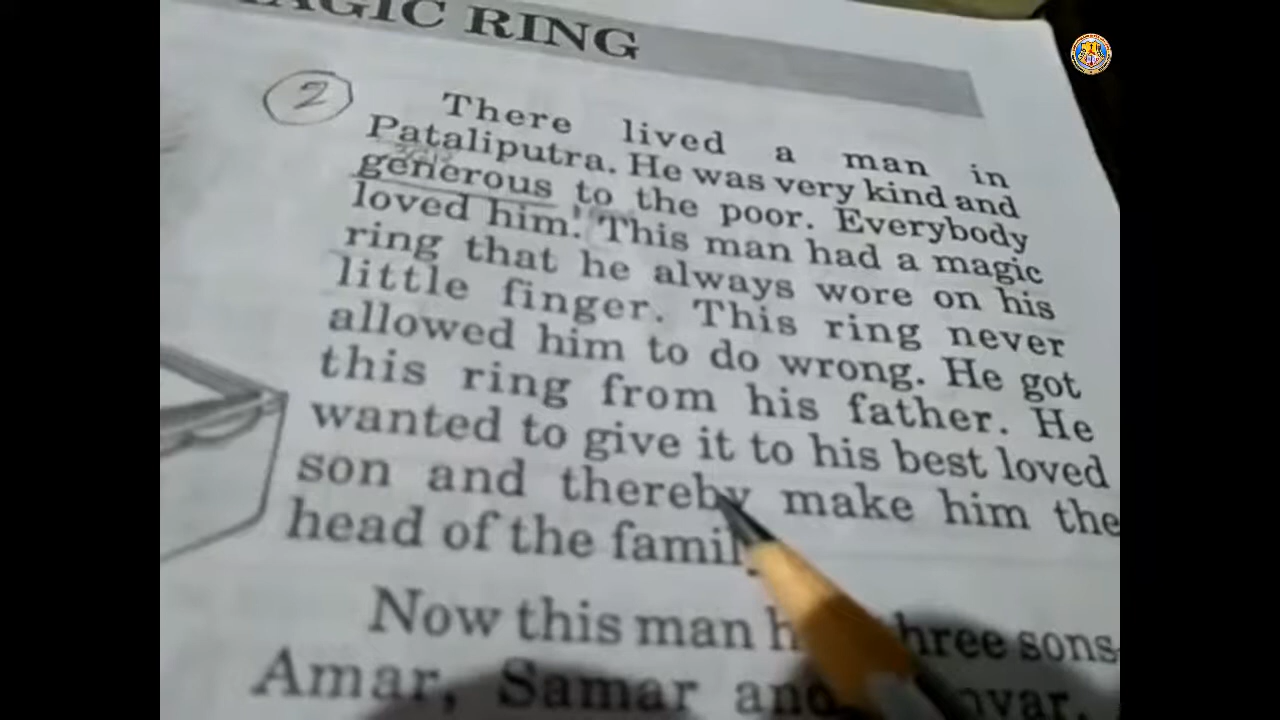 MAGIC RING
2
There lived a man in
Pataliputra. He was very kind and
generous to the poor. Everybody
loved him. This man had a magic
ring that he always wore on his
little finger. This ring never
allowed him to do wrong. He got
this ring from his father. He
wanted to give it to his best loved
son and thereby make him the
head of the family
Now this man had three sons
Amar, Samar and